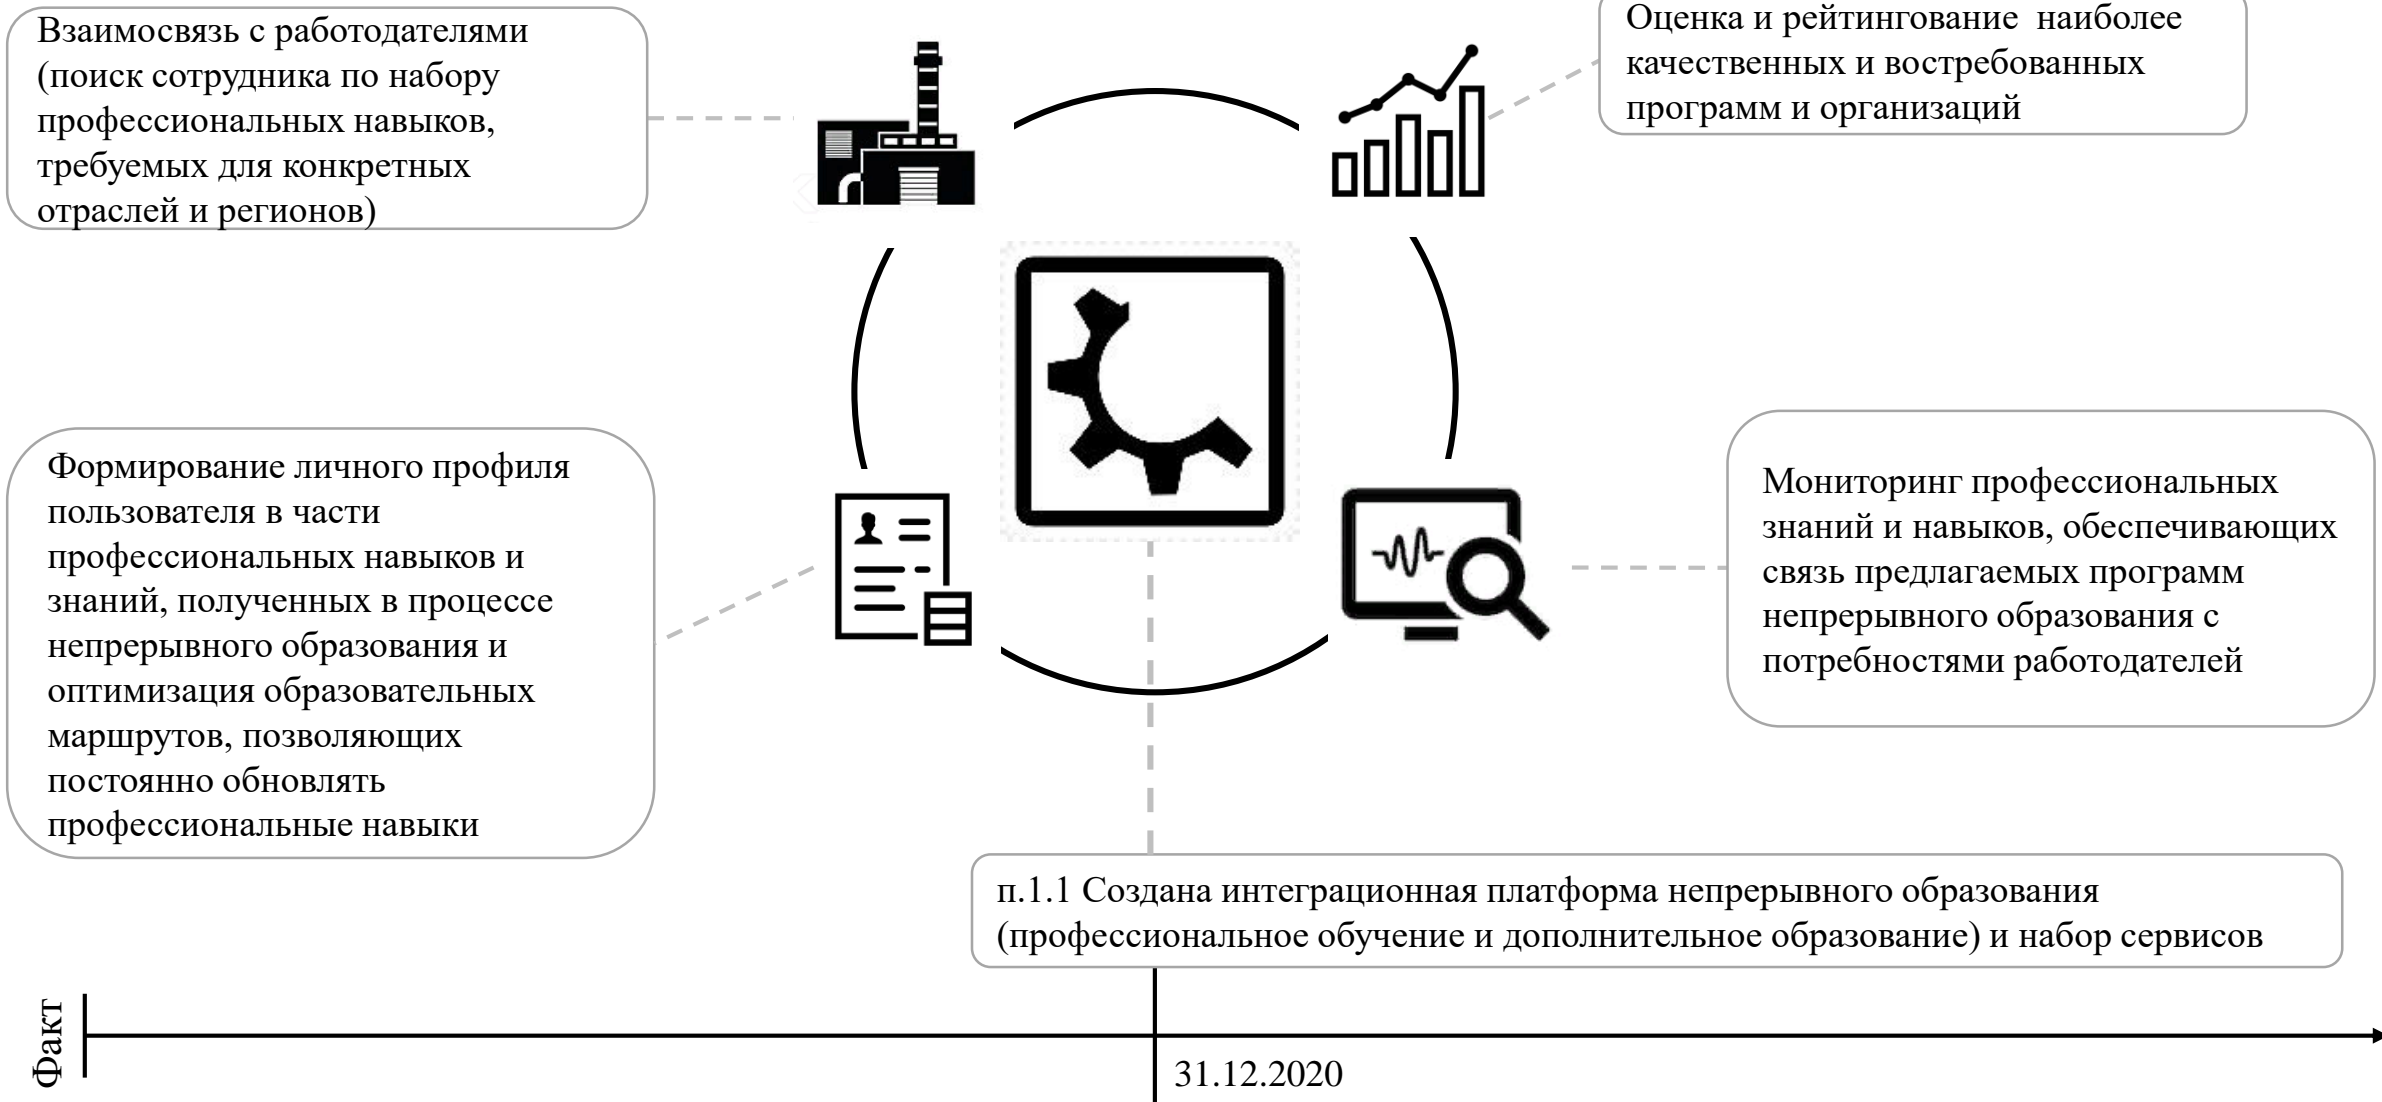 Взаимосвязь с работодателями
(поиск сотрудника по набору
профессиональных навыков,
требуемых для конкретных
отраслей и регионов)
Оценка и рейтингование наиболее
качественных и востребованных
программ и организаций
Формирование личного профиля
пользователя в части
профессиональных навыков и
знаний, полученных в процессе
непрерывного образования и
оптимизация образовательных
маршрутов, позволяющих
постоянно обновлять
профессиональные навыки
Мониторинг профессиональных
знаний и навыков, обеспечивающих
связь предлагаемых программ
непрерывного образования с
потребностями работодателей
п.1.1 Создана интеграционная платформа непрерывного образования
(профессиональное обучение и дополнительное образование) и набор сервисов
Факт
31.12.2020